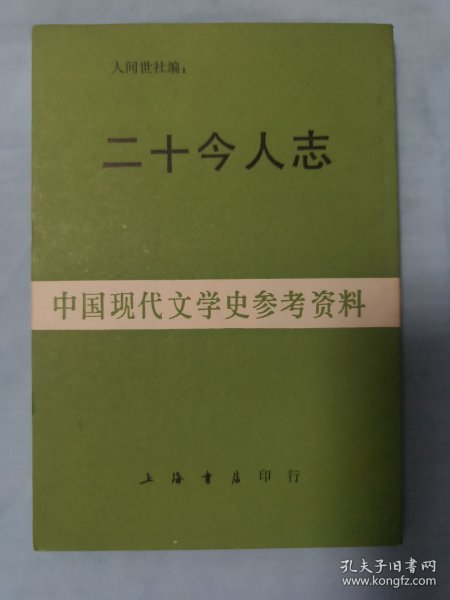 人间世社编：
二十今人志
中国现代文学史参考资料
上海书店印行
孔夫子旧书网
www.kongfz.com